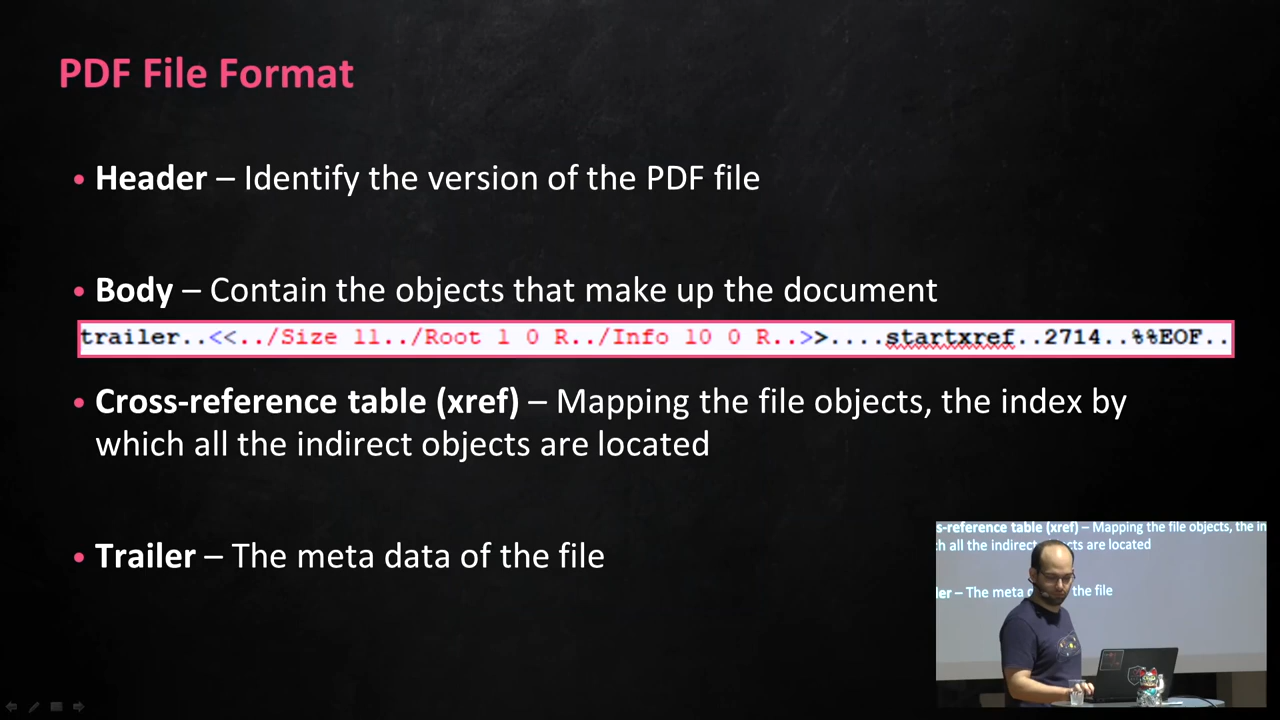 PDF File Format
• Header – Identify the version of the PDF file
• Body – Contain the objects that make up the document
trailer..<<../Size 11../Root 1 0 R../Info 10 0 R..>>....startxref..2714..%%EOF..
• Cross-reference table (xref) – Mapping the file objects, the index by
which all the indirect objects are located
• Trailer – The meta data of the file
s-reference table (xref) – Mapping the file objects, the in
ch all the indirect objects are located
ler – The meta the file